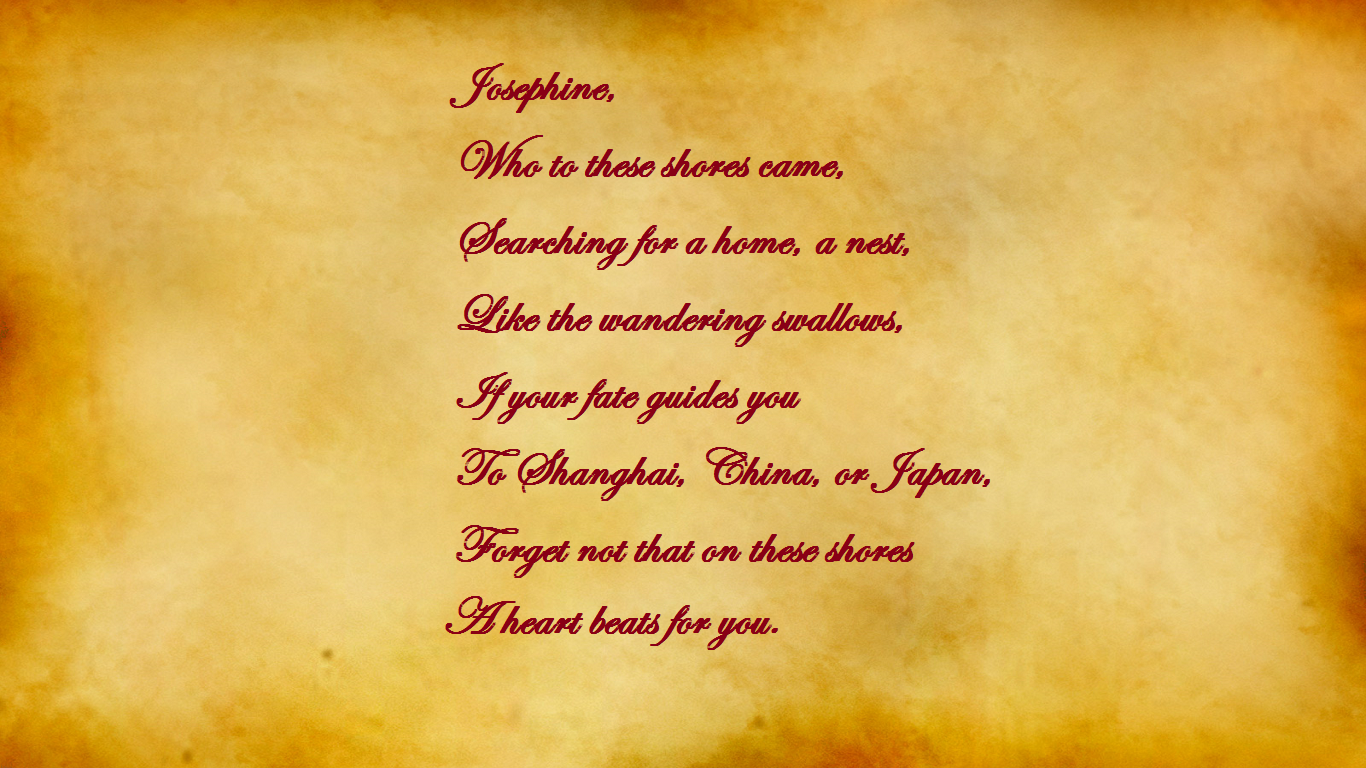 Josephine,
Who to these shores came,
Searching for a home, a nest,
Like the wandering swallows,
If your fate guides you
To Shanghai, China, or Japan,
Forget not that on these shores
A heart beats for you.